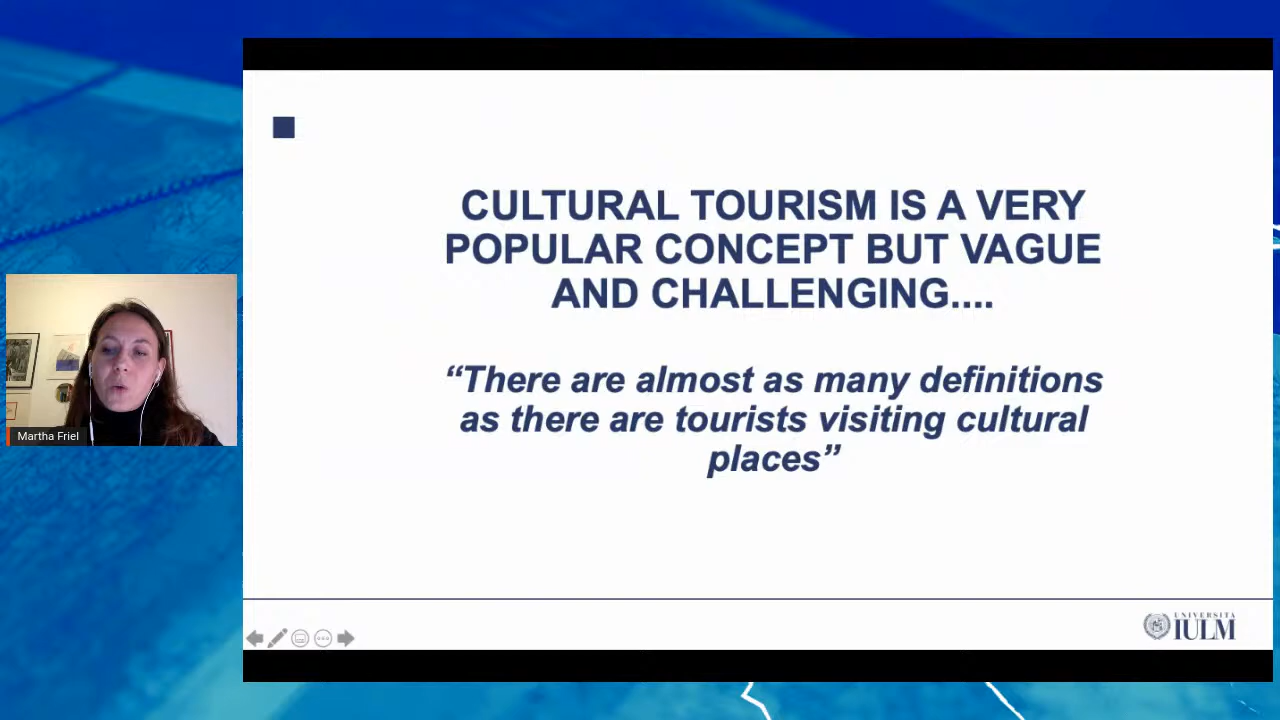 CULTURAL TOURISM IS A VERY
POPULAR CONCEPT BUT VAGUE
AND CHALLENGING....
“There are almost as many definitions
as there are tourists visiting cultural
places”
Martha Friel
UNIVERSITÀ
IULM